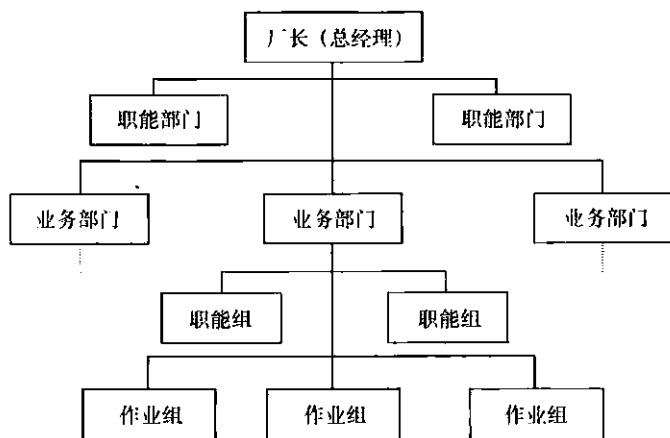 厂长（总经理）
职能部门 职能部门
业务部门 业务部门 业务部门
职能组 职能组
作业组 作业组 作业组